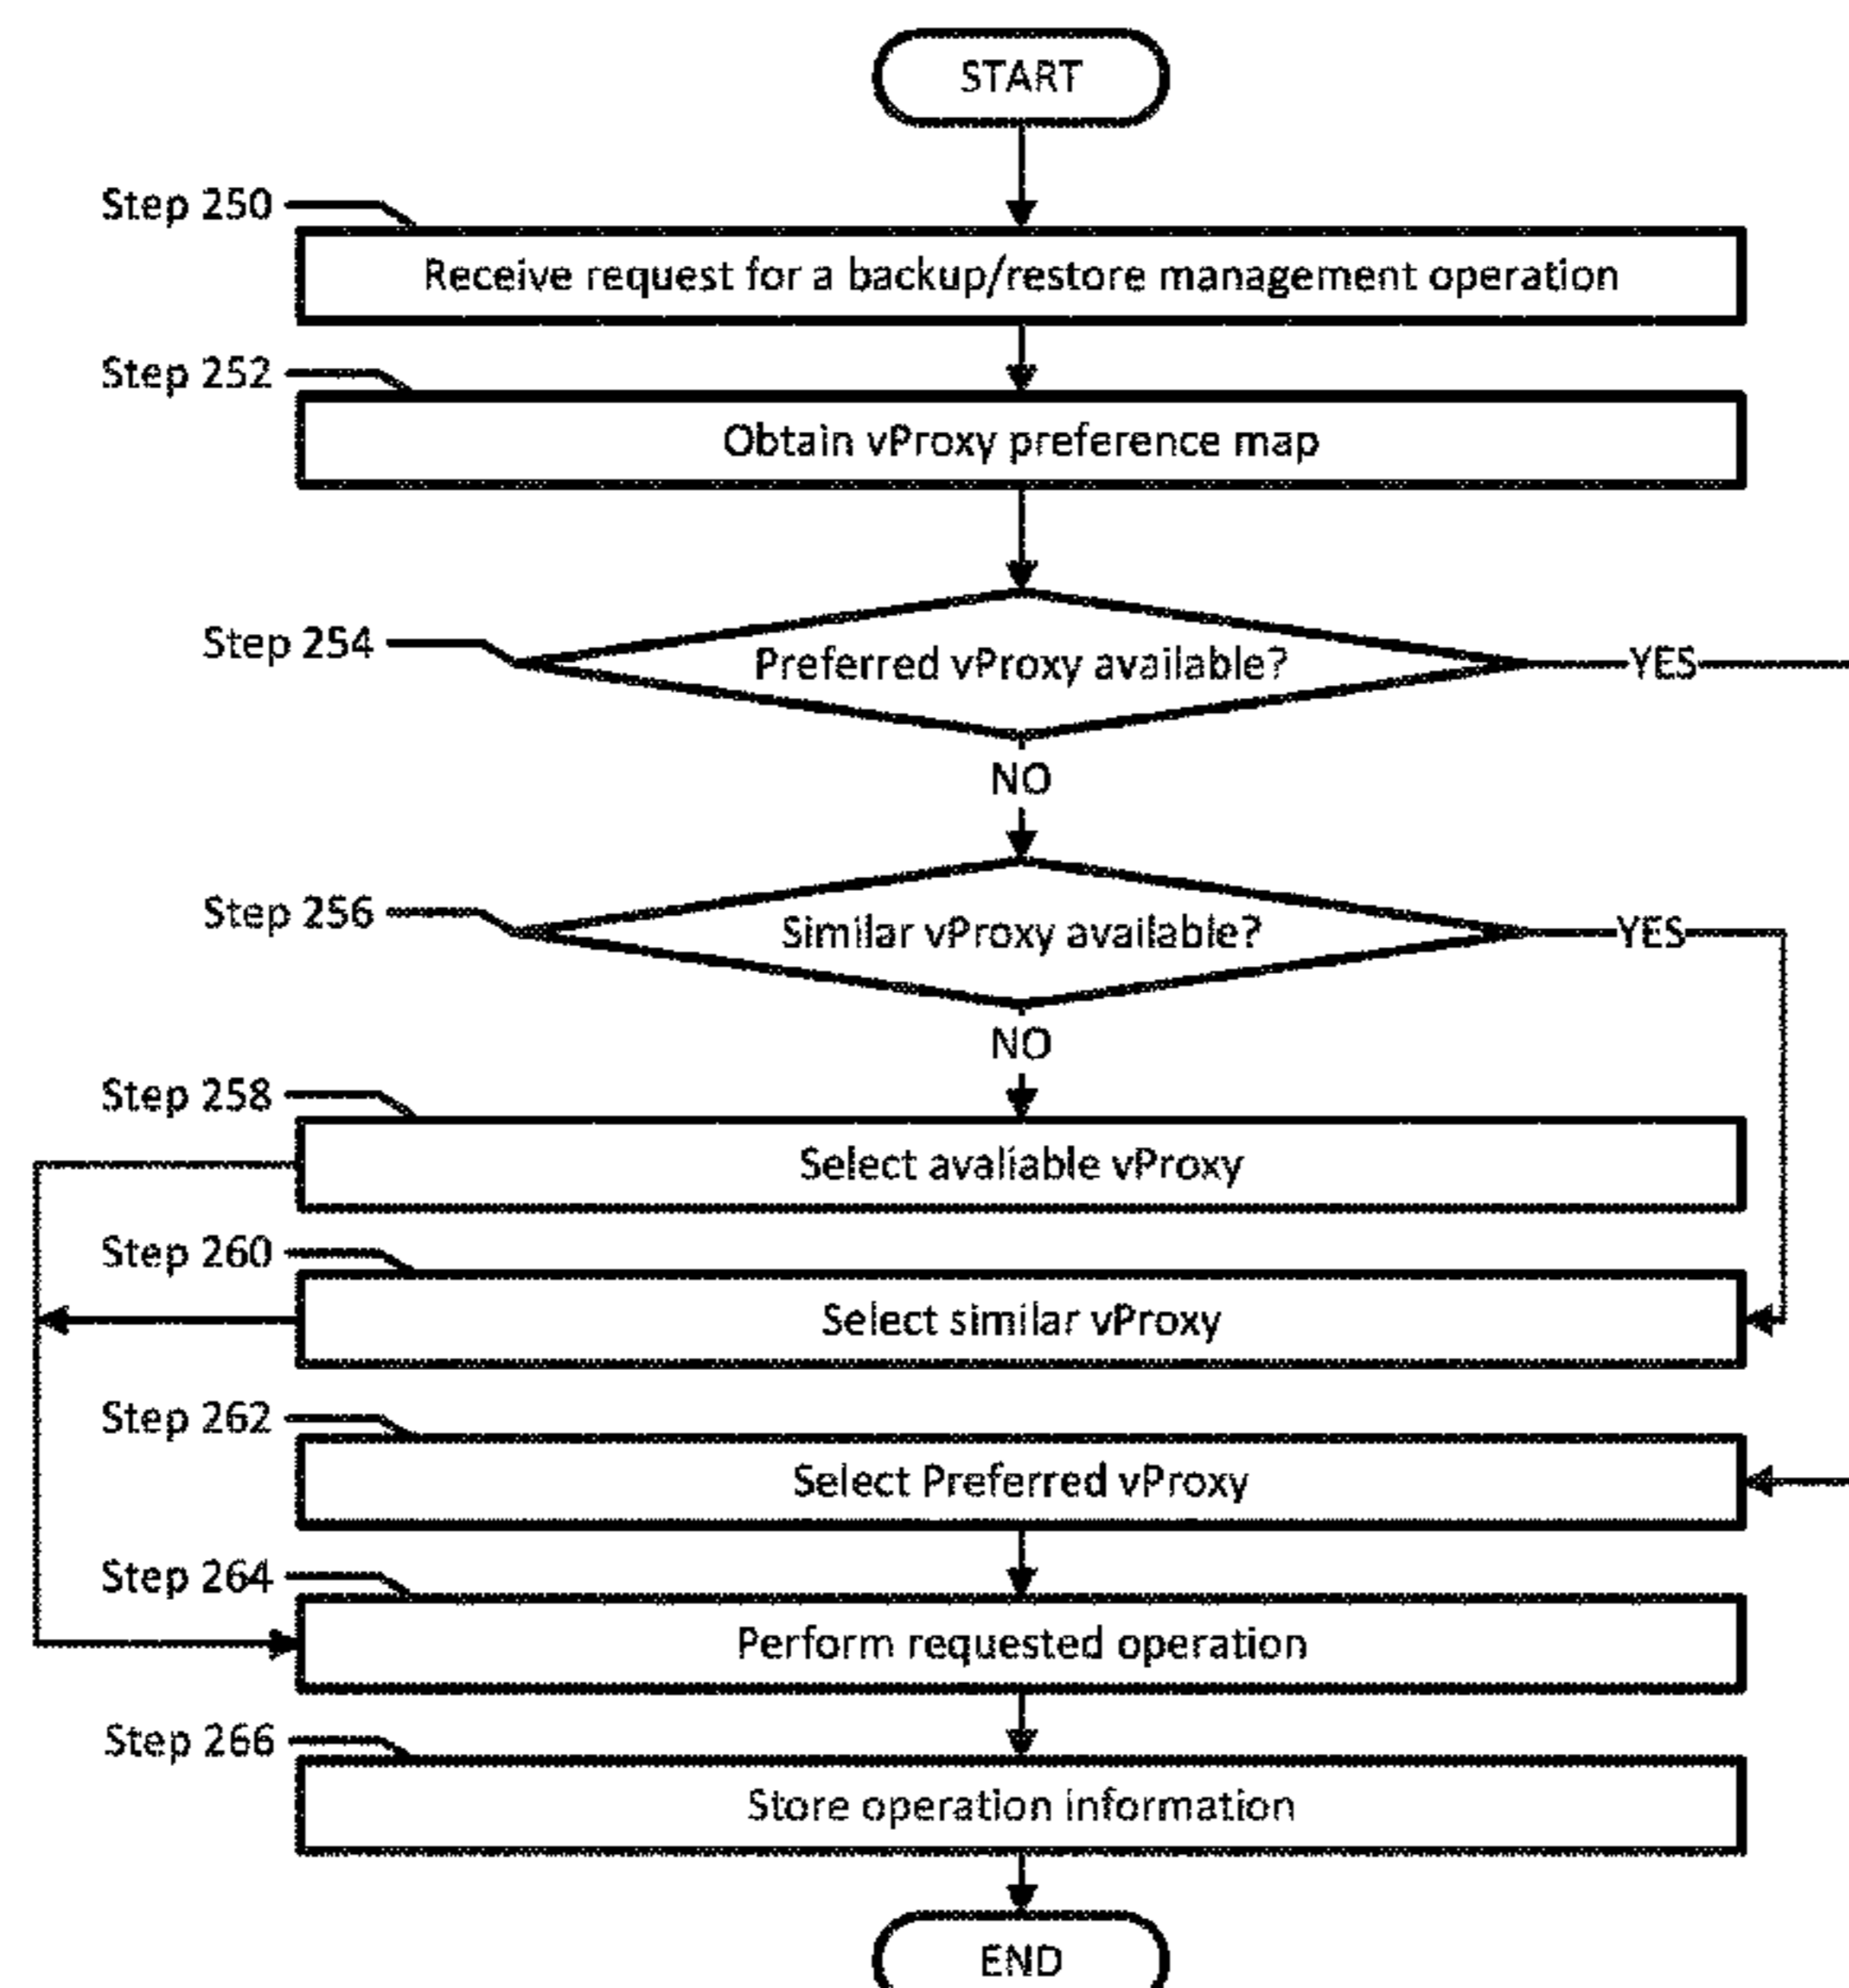 START
Step 250
Receive request for a backup/restore management operation
Step 252
Obtain vProxy preference map
Step 254
Preferred vProxy available?
YES
NO
Step 256
Similar vProxy available?
YES
NO
Step 258
Select avaliable vProxy
Step 260
Select similar vProxy
Step 262
Select Preferred vProxy
Step 264
Perform requested operation
Step 266
Store operation information
END